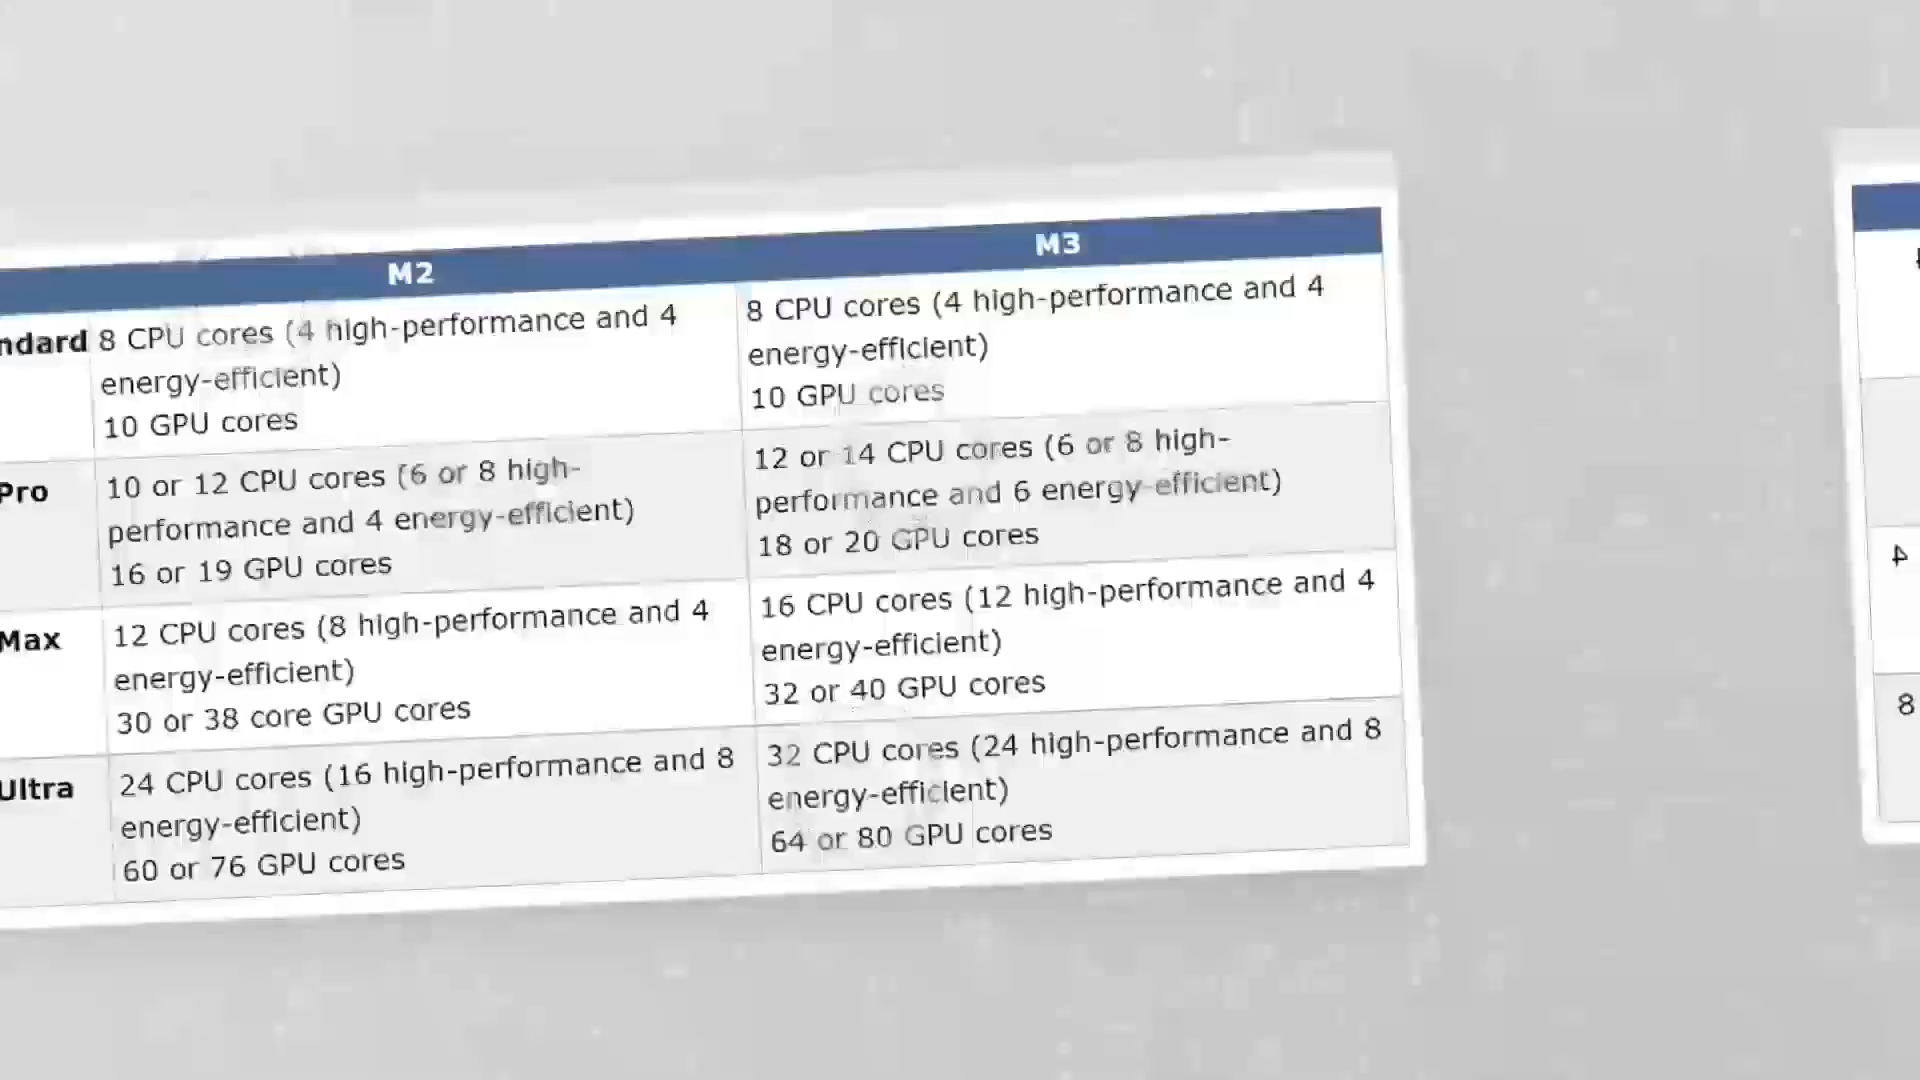 M2
M3
ndard
8 CPU cores (4 high-performance and 4
energy-efficient)
10 GPU cores
8 CPU cores (4 high-performance and 4
energy-efficient)
10 GPU cores
Pro
10 or 12 CPU cores (6 or 8 high-
performance and 4 energy-efficient)
16 or 19 GPU cores
12 or 14 CPU cores (6 or 8 high-
performance and 6 energy-efficient)
18 or 20 GPU cores
Max
12 CPU cores (8 high-performance and 4
energy-efficient)
30 or 38 core GPU cores
16 CPU cores (12 high-performance and 4
energy-efficient)
32 or 40 GPU cores
Ultra
24 CPU cores (16 high-performance and 8
energy-efficient)
60 or 76 GPU cores
32 CPU cores (24 high-performance and 8
energy-efficient)
64 or 80 GPU cores
8